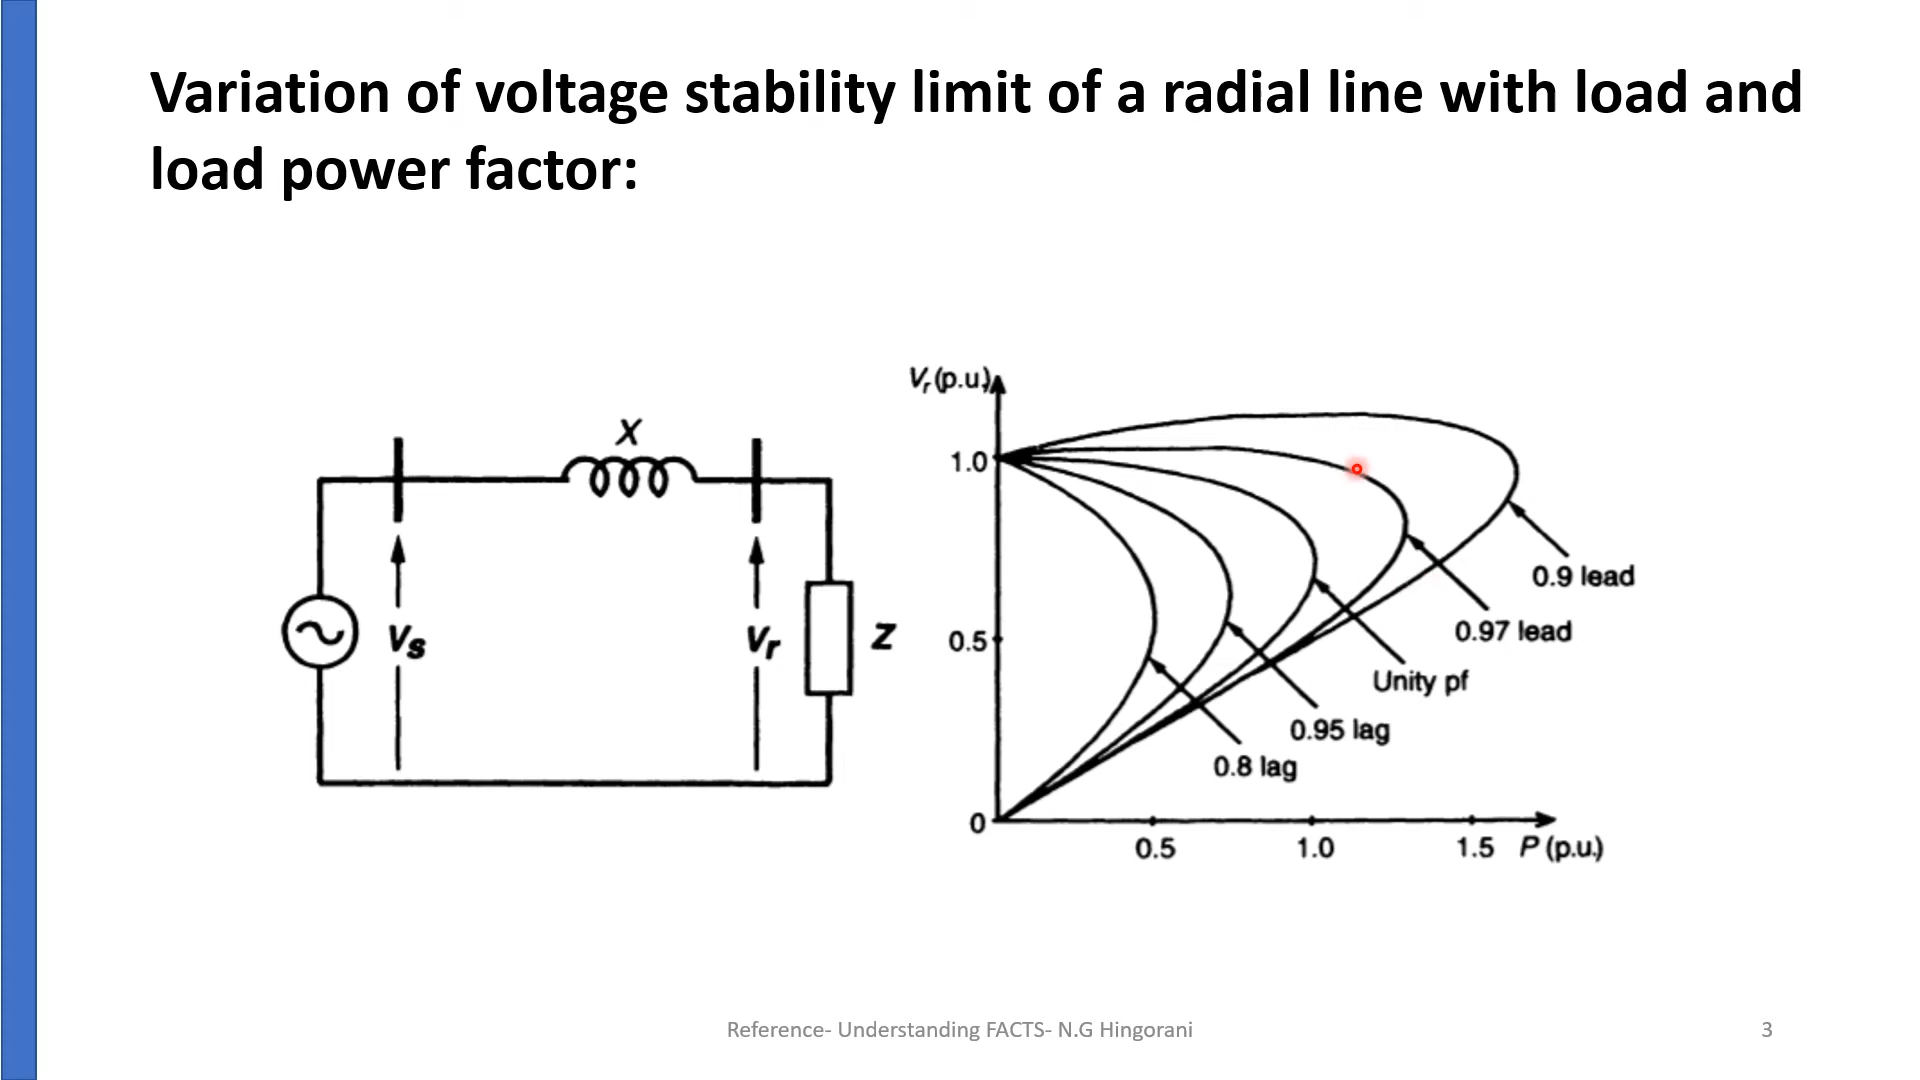 Variation of voltage stability limit of a radial line with load and
load power factor:
X
Vs
Vr
Z
Vr (p.u.)
1.0
0.5
0
0.5
1.0
1.5
P (p.u.)
0.9 lead
0.97 lead
Unity pf
0.95 lag
0.8 lag
Reference- Understanding FACTS- N.G Hingorani
3